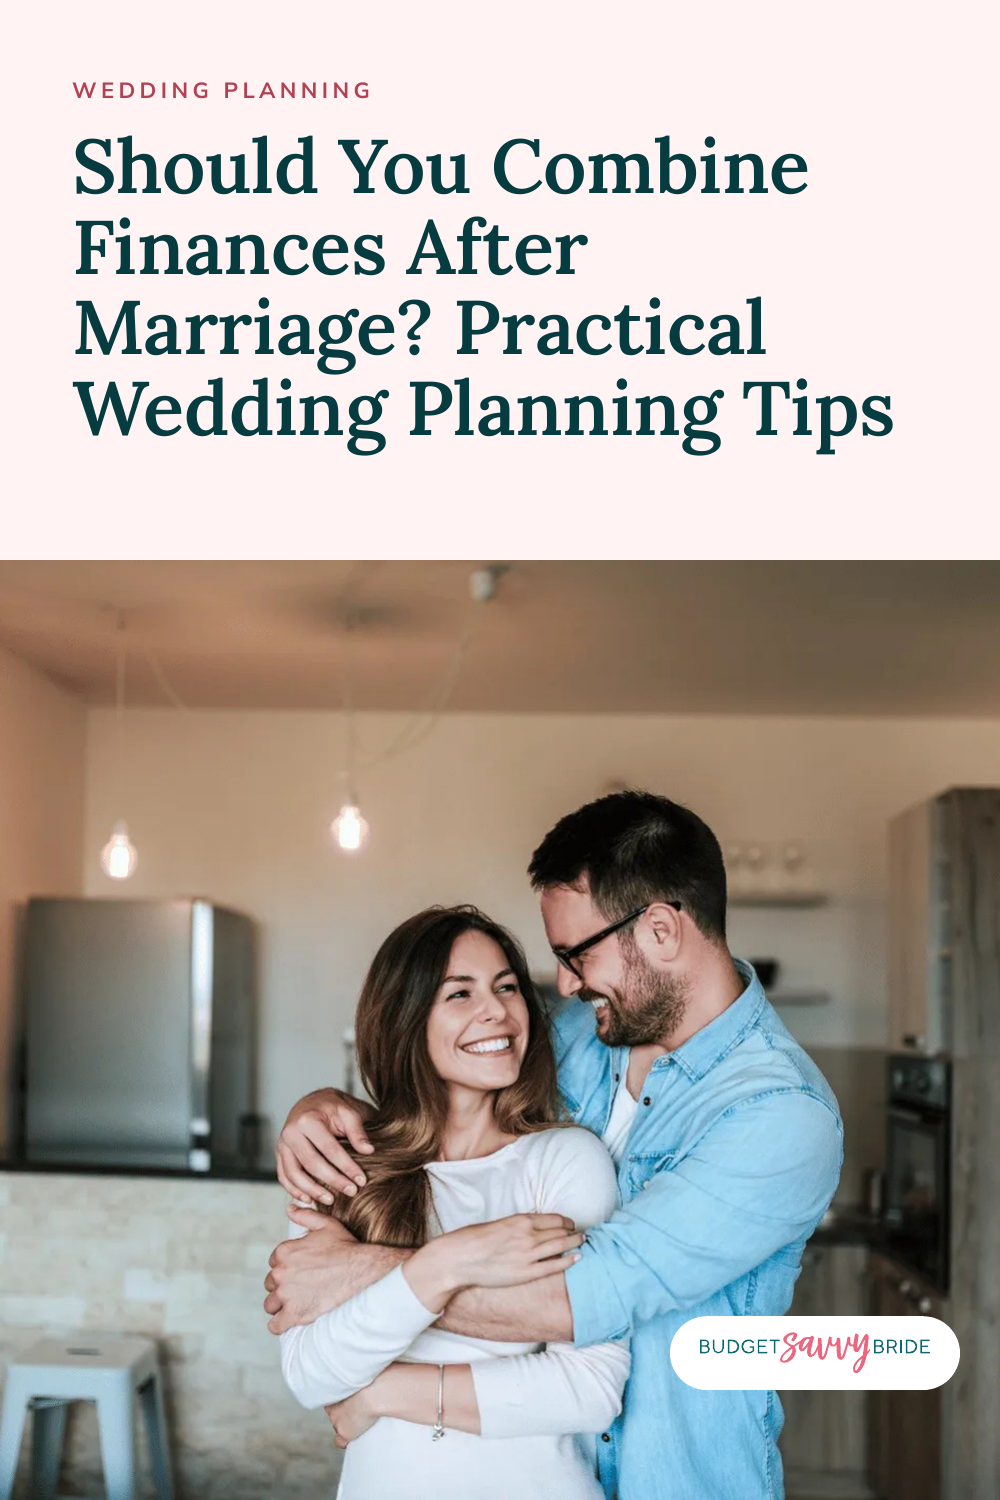 WEDDING PLANNING
Should You Combine
Finances After
Marriage? Practical
Wedding Planning Tips
BUDGET savvy BRIDE